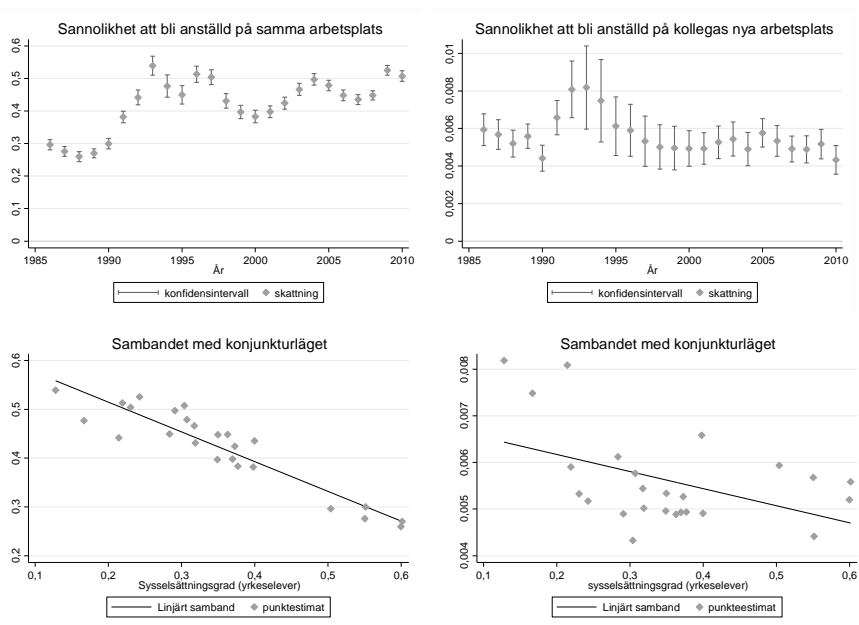 Sannolikhet att bli anställd på samma arbetsplats
0,6
0,5
0,4
0,3
0,2
0,1
0
1985 1990 1995 2000 2005 2010
År
konfidensintervall skattning
Sannolikhet att bli anställd på kollegas nya arbetsplats
0,01
0,008
0,006
0,004
0,002
0
1985 1990 1995 2000 2005 2010
År
konfidensintervall skattning
Sambandet med konjunkturläget
0,6
0,5
0,4
0,3
0,2
0,1 0,2 0,3 0,4 0,5 0,6
Sysselsättningsgrad (yrkeselever)
Linjärt samband punktestimat
Sambandet med konjunkturläget
0,008
0,007
0,006
0,005
0,004
0,1 0,2 0,3 0,4 0,5 0,6
sysselsättningsgrad (yrkeselever)
Linjärt samband punkteestimat